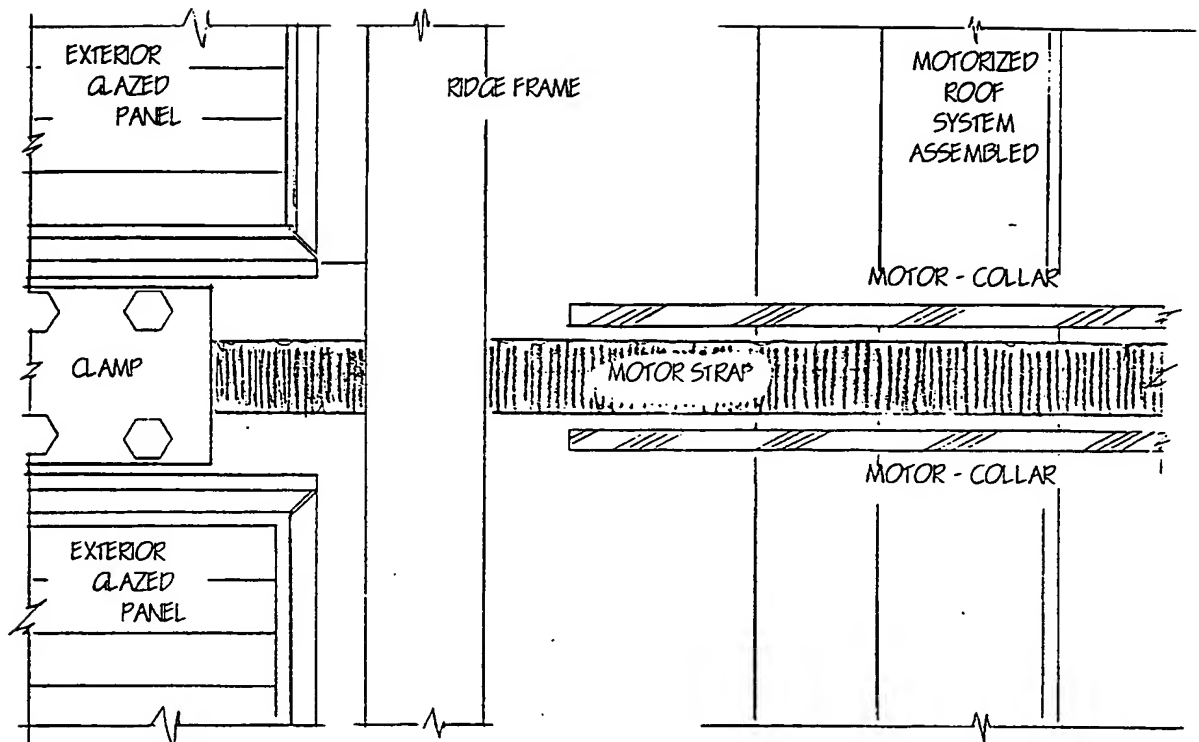 EXTERIOR
GLAZED
PANEL
RIDGE FRAME
MOTORIZED
ROOF
SYSTEM
ASSEMBLED
MOTOR - COLLAR
CLAMP
MOTOR STRAP
MOTOR - COLLAR
EXTERIOR
GLAZED
PANEL